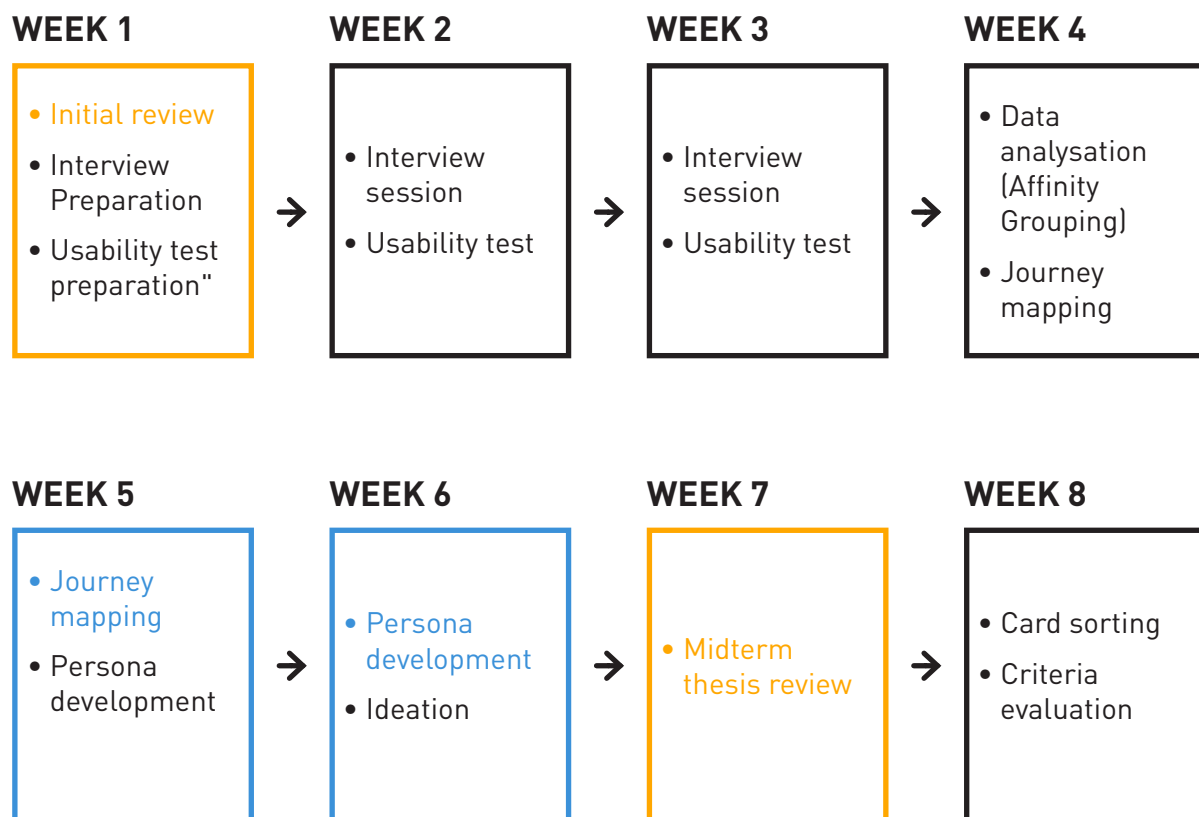 WEEK 1
• Initial review
• Interview
Preparation
• Usability test
preparation"
WEEK 2
• Interview
session
• Usability test
WEEK 3
• Interview
session
• Usability test
WEEK 4
• Data
analysation
(Affinity
Grouping)
• Journey
mapping
WEEK 5
• Journey
mapping
• Persona
development
WEEK 6
• Persona
development
• Ideation
WEEK 7
• Midterm
thesis review
WEEK 8
• Card sorting
• Criteria
evaluation